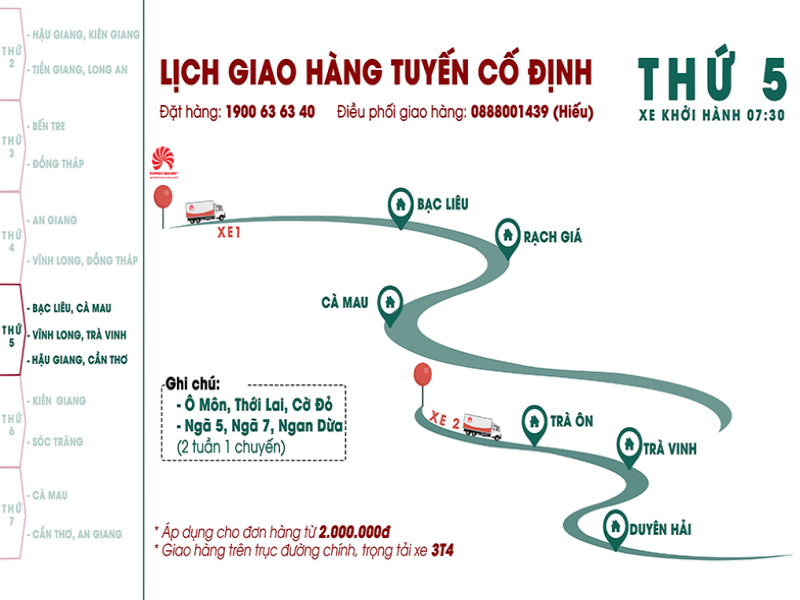 THỨ 2
- HẬU GIANG, KIÊN GIANG
- TIỀN GIANG, LONG AN
THỨ 3
- BẾN TRE
- ĐỒNG THÁP
THỨ 4
- AN GIANG
- VĨNH LONG, ĐỒNG THÁP
THỨ 5
- BẠC LIÊU, CÀ MAU
- VĨNH LONG, TRÀ VINH
- HẬU GIANG, CẦN THƠ
THỨ 6
- KIÊN GIANG
- SÓC TRĂNG
THỨ 7
- CÀ MAU
- CẦN THƠ, AN GIANG
LỊCH GIAO HÀNG TUYẾN CỐ ĐỊNH
Đặt hàng: 1900 63 63 40 Điều phối giao hàng: 0888001439 (Hiếu)
THỨ 5
XE KHỞI HÀNH 07:30
XE1
BẠC LIÊU
RẠCH GIÁ
CÀ MAU
Ghi chú:
- Ô Môn, Thới Lai, Cờ Đỏ
- Ngã 5, Ngã 7, Ngan Dừa
(2 tuần 1 chuyến)
XE 2
TRÀ ÔN
TRÀ VINH
DUYÊN HẢI
* Áp dụng cho đơn hàng từ 2.000.000đ
* Giao hàng trên trục đường chính, trọng tải xe 3T4